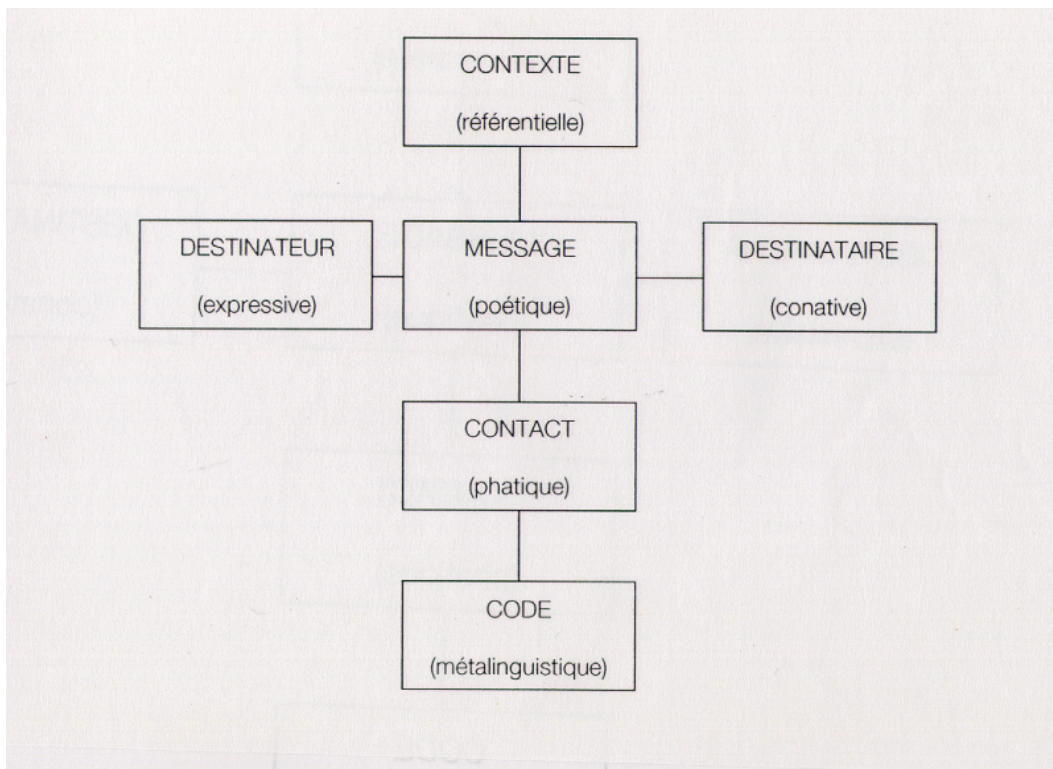 CONTEXTE
(référentielle)
DESTINATEUR
(expressive)
MESSAGE
(poétique)
DESTINATAIRE
(conative)
CONTACT
(phatique)
CODE
(métalinguistique)